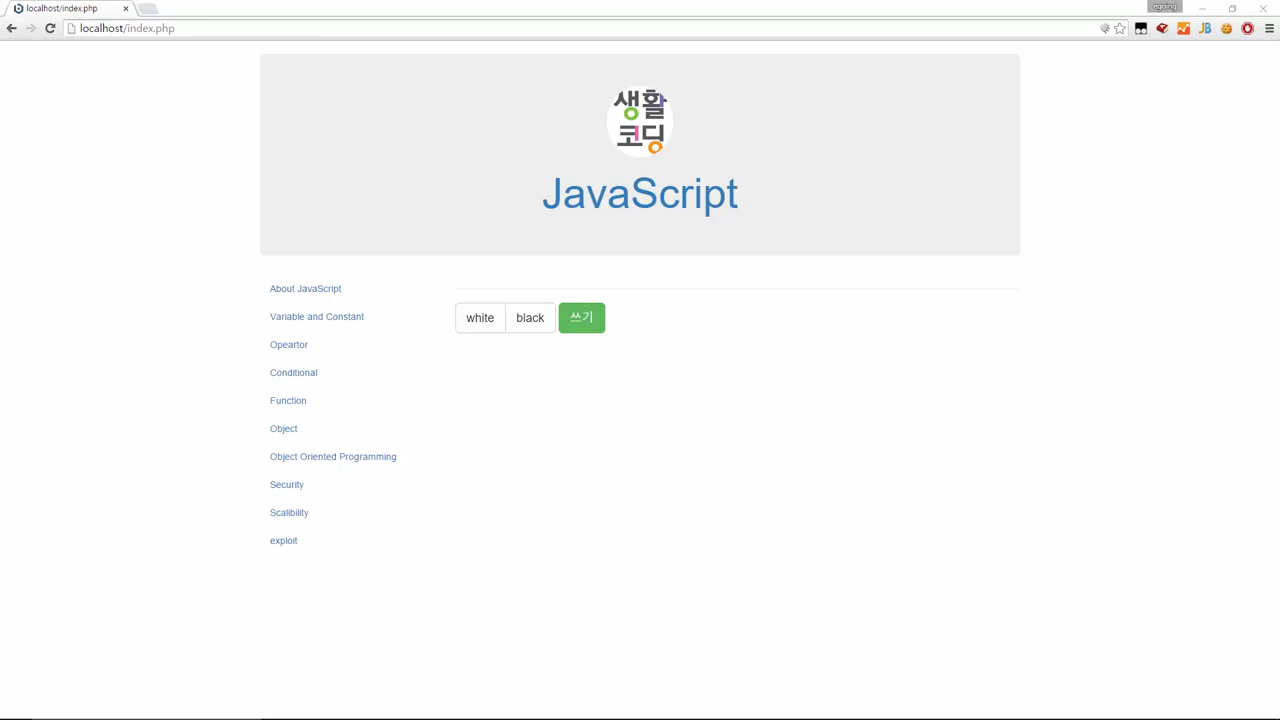 localhost/index.php
egoing
localhost/index.php
생활
코딩
JavaScript
About JavaScript
Variable and Constant
Opeartor
Conditional
Function
Object
Object Oriented Programming
Security
Scalibility
exploit
white black 쓰기